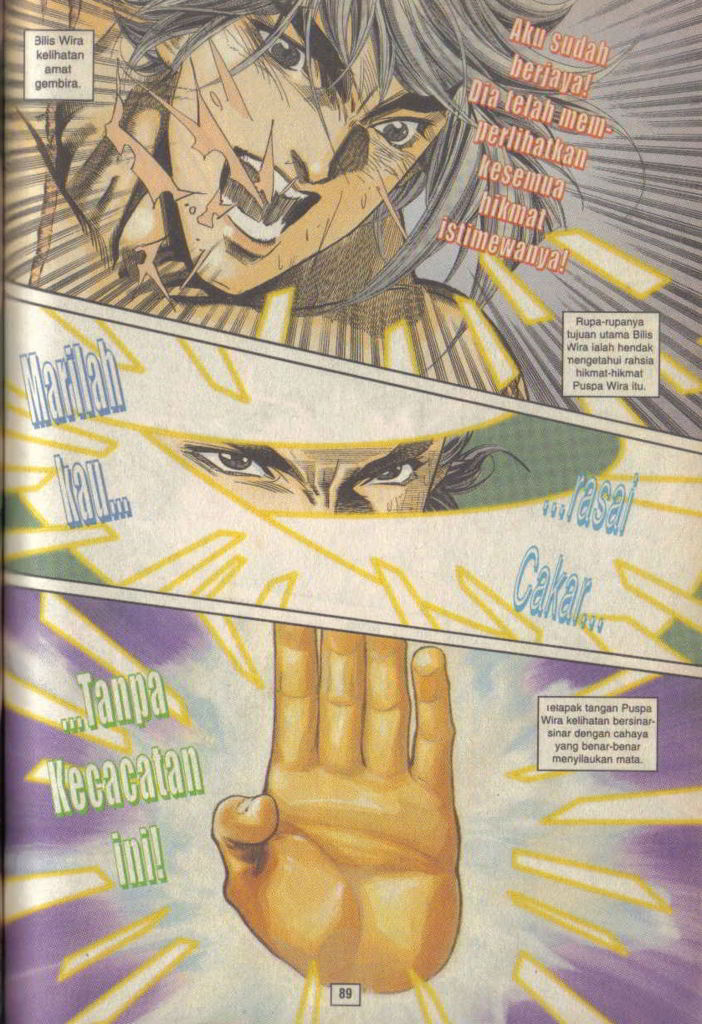 Bilis Wira
kelihatan
amat
gembira.
Aku sudah
berjaya!
Dia telah mem-
perlihatkan
kesemua
hikmat
istimewanya!
Rupa-rupanya
tujuan utama Bilis
Wira ialah hendak
mengetahui rahsia
hikmat-hikmat
Puspa Wira itu.
Marilah
kau...
...rasai
Cakar...
...Tanpa
Kecacatan
ini!
Telapak tangan Puspa
Wira kelihatan bersinar-
sinar dengan cahaya
yang benar-benar
menyilaukan mata.
89